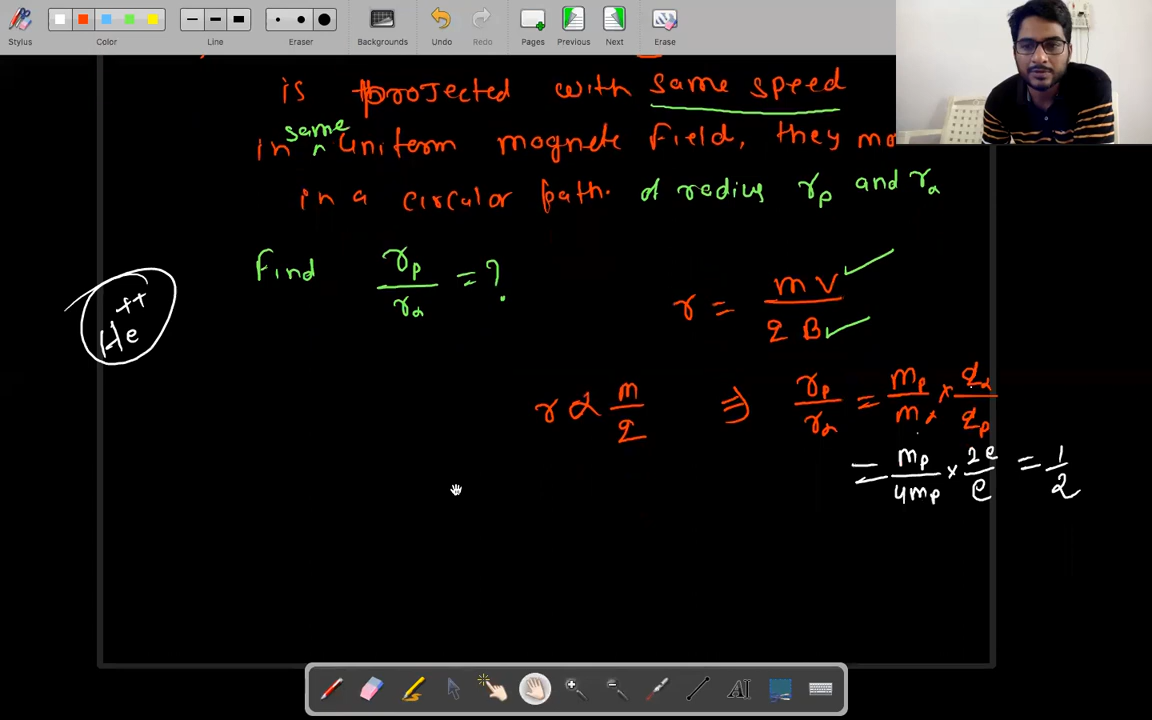 Stylus Color Line Eraser Backgrounds Undo Redo Pages Previous Next Erase
is projected with same speed
same
in uniform magnetic field, they mo
in a circular path. of radius rp and rα
Find rp/rα = ?
He++
r = mv/qB
r ∝ m/q ⇒ rp/rα = mp/mα × qα/qp
= mp/4mp × 2e/e = 1/2